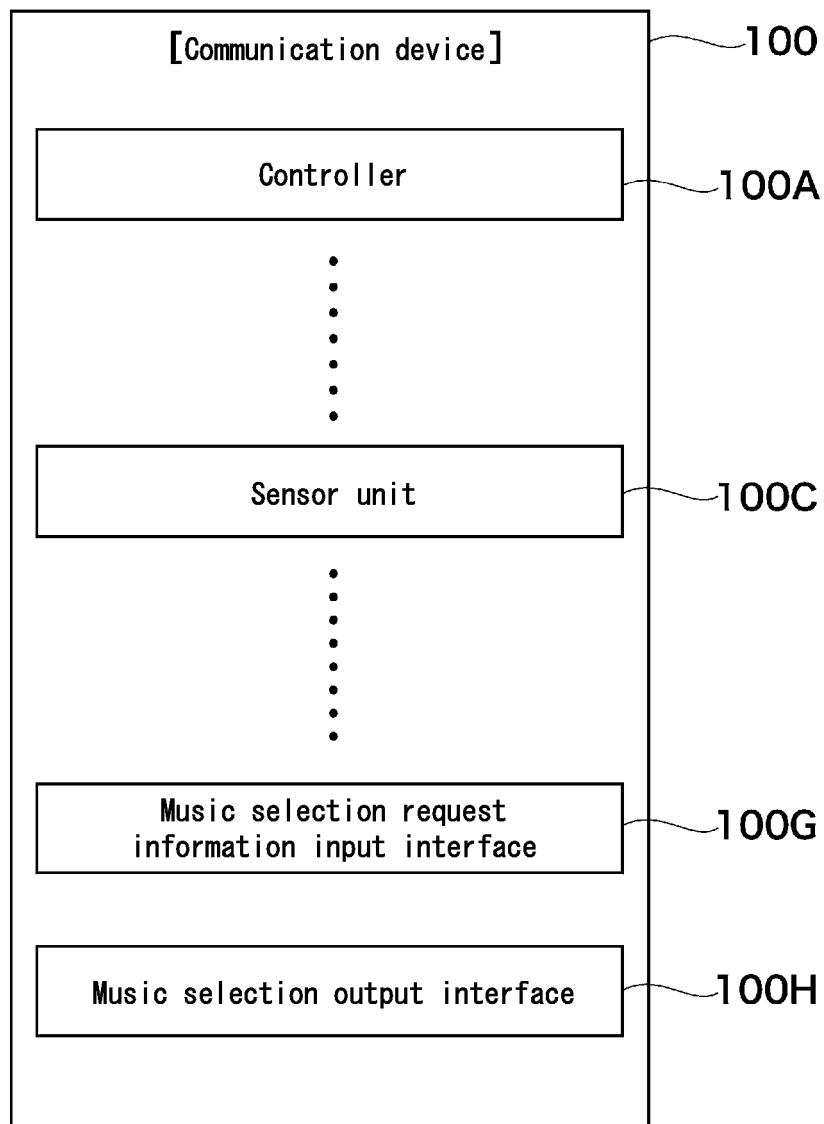 [Communication device]
100
Controller
100A
Sensor unit
100C
Music selection request
information input interface
100G
Music selection output interface
100H